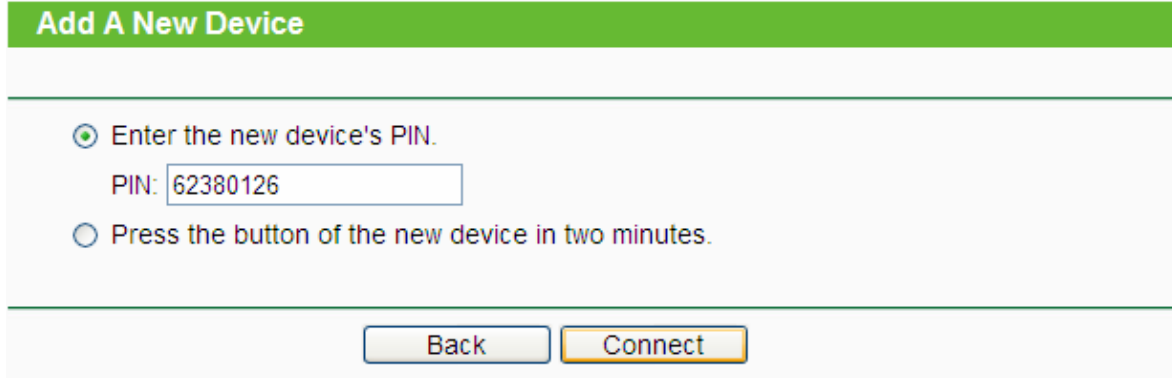 Add A New Device
Enter the new device's PIN.
PIN: 62380126
Press the button of the new device in two minutes.
Back Connect